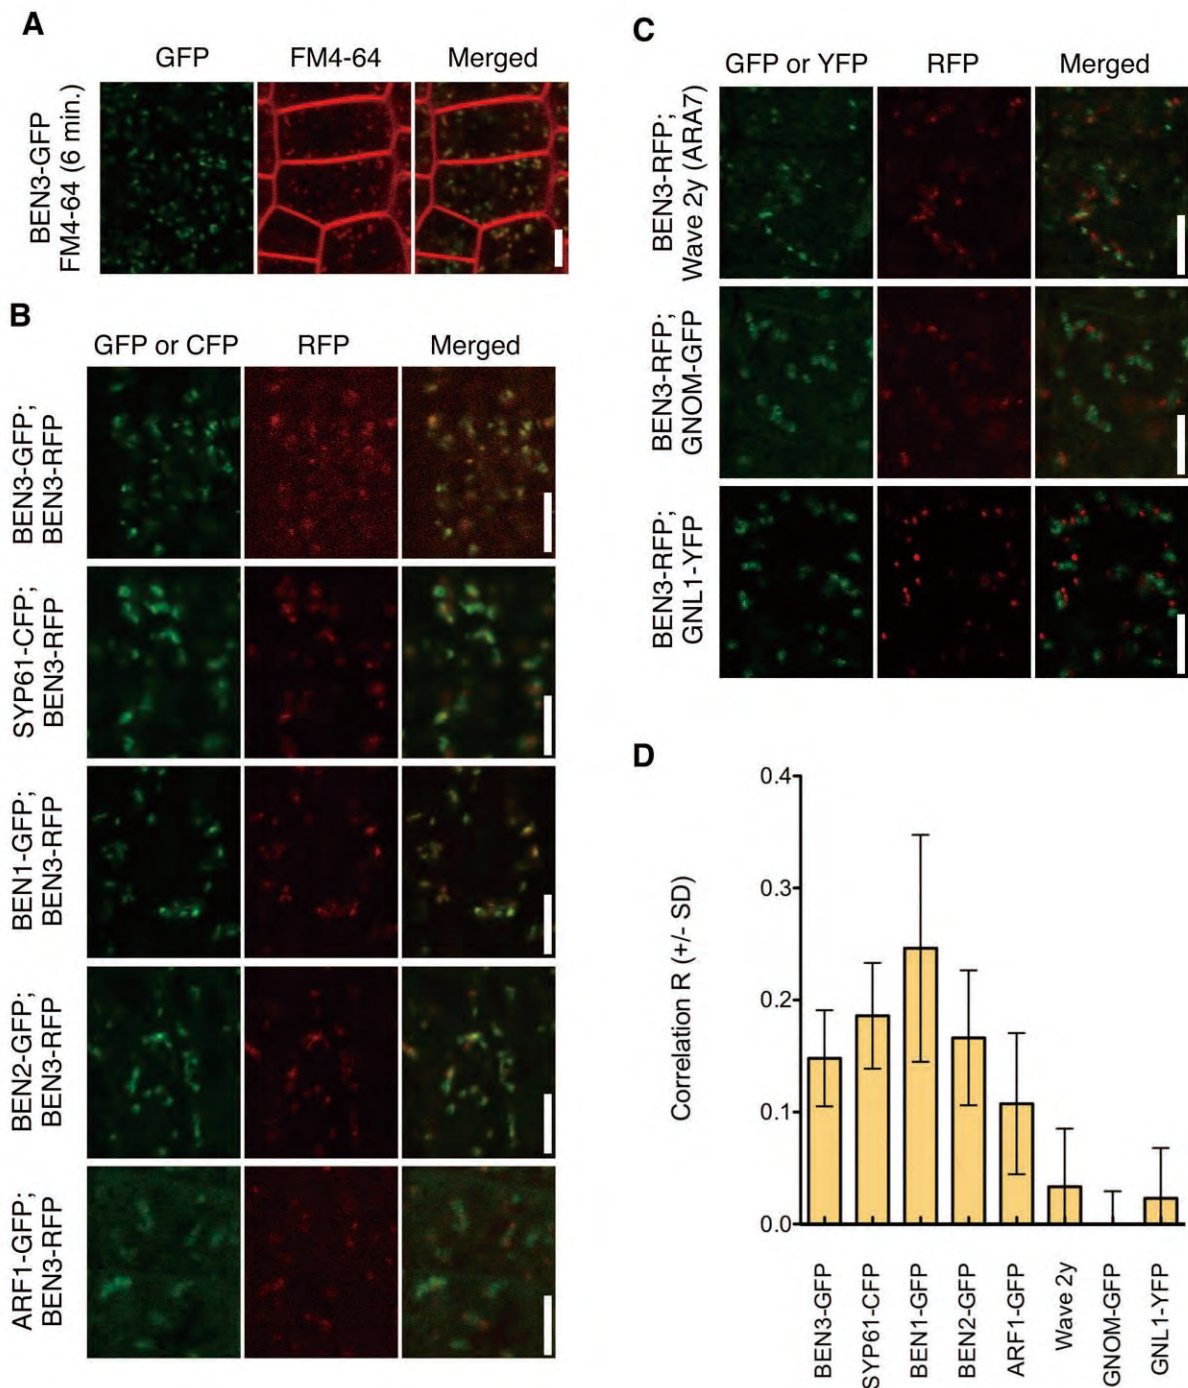 A
GFP FM4-64 Merged
BEN3-GFP
FM4-64 (6 min.)
B
GFP or CFP RFP Merged
BEN3-GFP;
BEN3-RFP
SYP61-CFP;
BEN3-RFP
BEN1-GFP;
BEN3-RFP
BEN2-GFP;
BEN3-RFP
ARF1-GFP;
BEN3-RFP
C
GFP or YFP RFP Merged
BEN3-RFP;
Wave 2y (ARA7)
BEN3-RFP;
GNOM-GFP
BEN3-RFP;
GNL1-YFP
D
Correlation R (+/- SD)
0.4
0.3
0.2
0.1
0.0
BEN3-GFP
SYP61-CFP
BEN1-GFP
BEN2-GFP
ARF1-GFP
Wave 2y
GNOM-GFP
GNL1-YFP